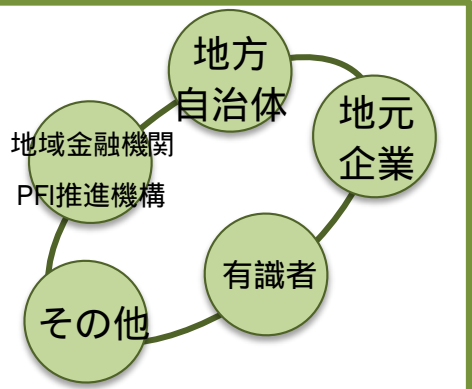 地方
自治体
地元
企業
地域金融機関
PFI推進機構
有識者
その他